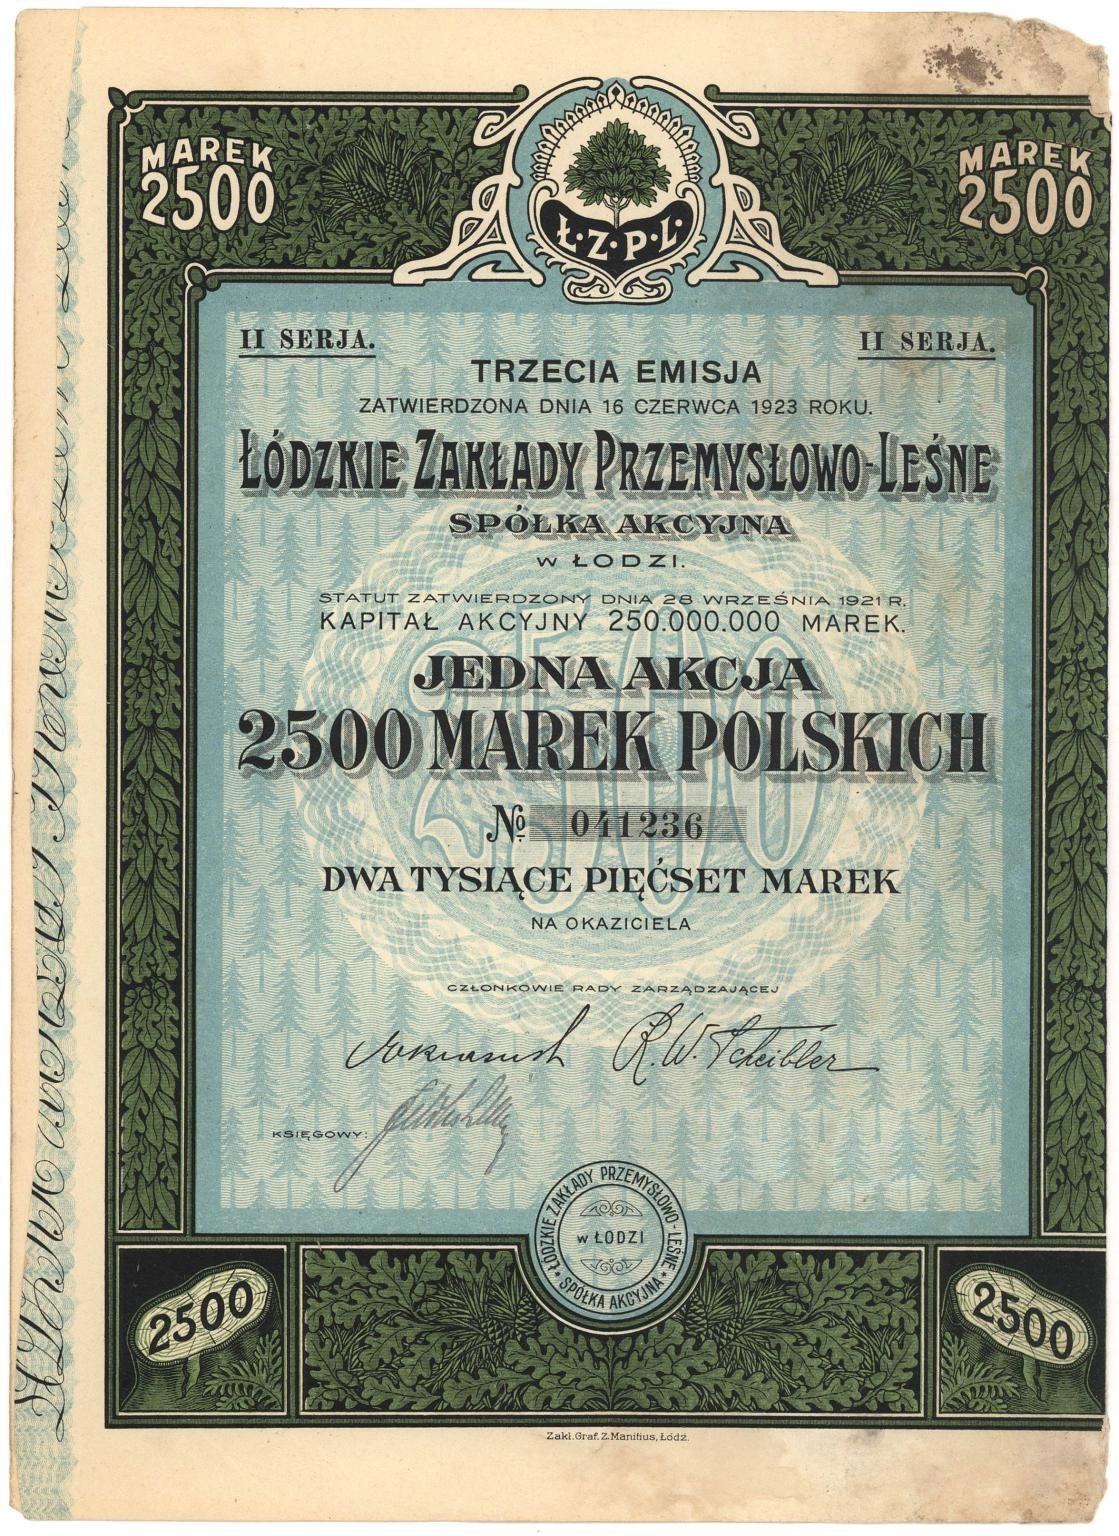 MAREK
2500
MAREK
2500
Ł.Z.P.L.
II SERJA.
II SERJA.
TRZECIA EMISJA
ZATWIERDZONA DNIA 16 CZERWCA 1923 ROKU.
ŁÓDZKIE ZAKŁADY PRZEMYSŁOWO-LEŚNE
SPÓŁKA AKCYJNA
W ŁODZI.
STATUT ZATWIERDZONY DNIA 28 WRZEŚNIA 1921 R.
KAPITAŁ AKCYJNY 250.000.000 MAREK.
JEDNA AKCJA
2500 MAREK POLSKICH
2500
No. 041236
DWA TYSIĄCE PIĘĆSET MAREK
NA OKAZICIELA
CZŁONKOWIE RADY ZARZĄDZAJĄCEJ
R. W. Scheibler
KSIĘGOWY:
ŁÓDZKIE ZAKŁADY PRZEMYSŁOWO-LEŚNE
W ŁODZI
SPÓŁKA AKCYJNA
2500
2500
Zakł. Graf. Z. Manitius, Łódź.